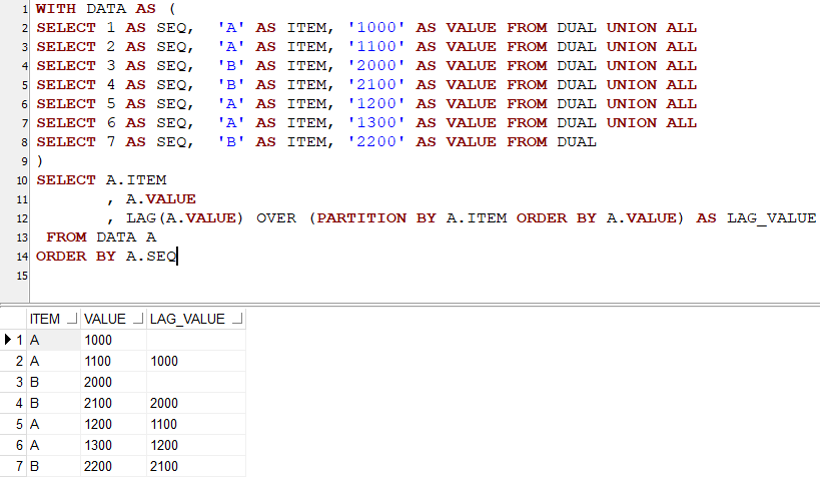 1 WITH DATA AS (
2 SELECT 1 AS SEQ,  'A' AS ITEM, '1000' AS VALUE FROM DUAL UNION ALL
3 SELECT 2 AS SEQ,  'A' AS ITEM, '1100' AS VALUE FROM DUAL UNION ALL
4 SELECT 3 AS SEQ,  'B' AS ITEM, '2000' AS VALUE FROM DUAL UNION ALL
5 SELECT 4 AS SEQ,  'B' AS ITEM, '2100' AS VALUE FROM DUAL UNION ALL
6 SELECT 5 AS SEQ,  'A' AS ITEM, '1200' AS VALUE FROM DUAL UNION ALL
7 SELECT 6 AS SEQ,  'A' AS ITEM, '1300' AS VALUE FROM DUAL UNION ALL
8 SELECT 7 AS SEQ,  'B' AS ITEM, '2200' AS VALUE FROM DUAL
9 )
10 SELECT A.ITEM
11      , A.VALUE
12      , LAG(A.VALUE) OVER (PARTITION BY A.ITEM ORDER BY A.VALUE) AS LAG_VALUE
13  FROM DATA A
14 ORDER BY A.SEQ
15
ITEM VALUE LAG_VALUE
1 A 1000
2 A 1100 1000
3 B 2000
4 B 2100 2000
5 A 1200 1100
6 A 1300 1200
7 B 2200 2100